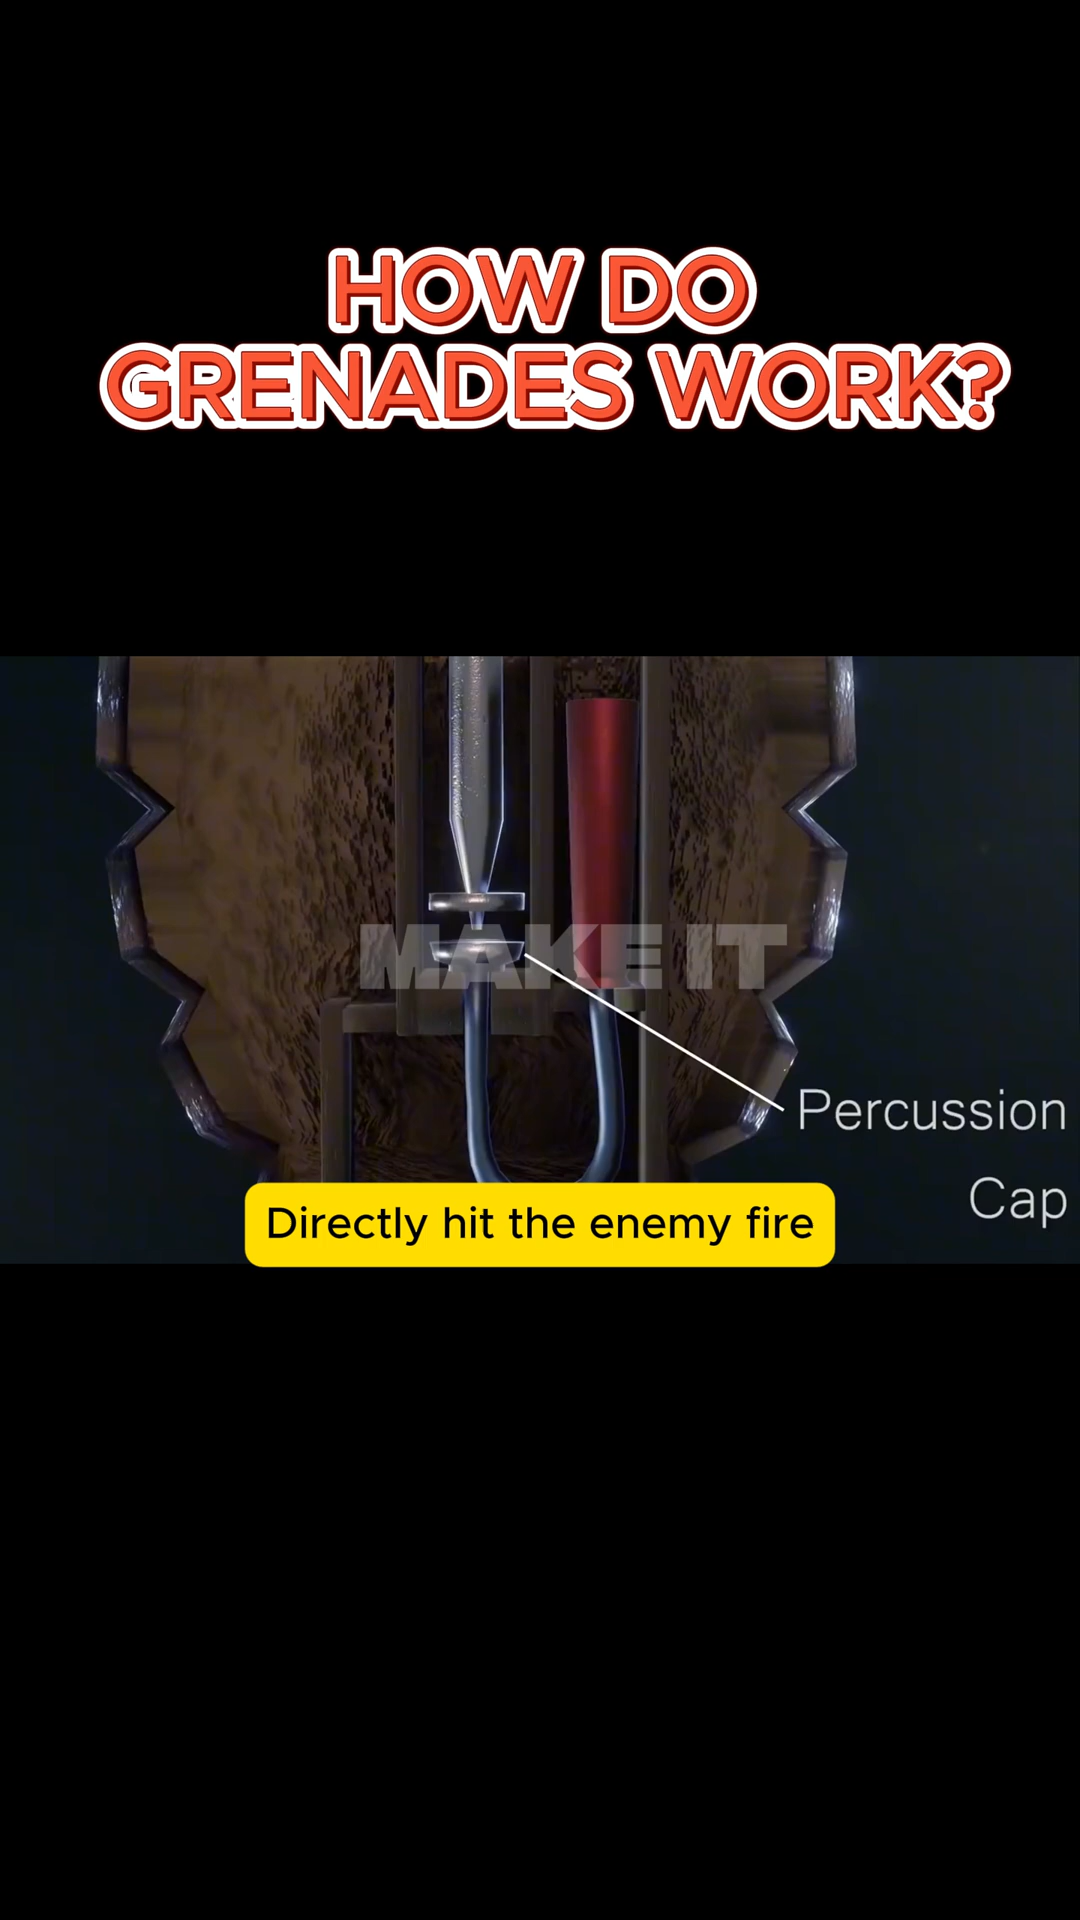 HOW DO
GRENADES WORK?
MAKE IT
Percussion
Cap
Directly hit the enemy fire